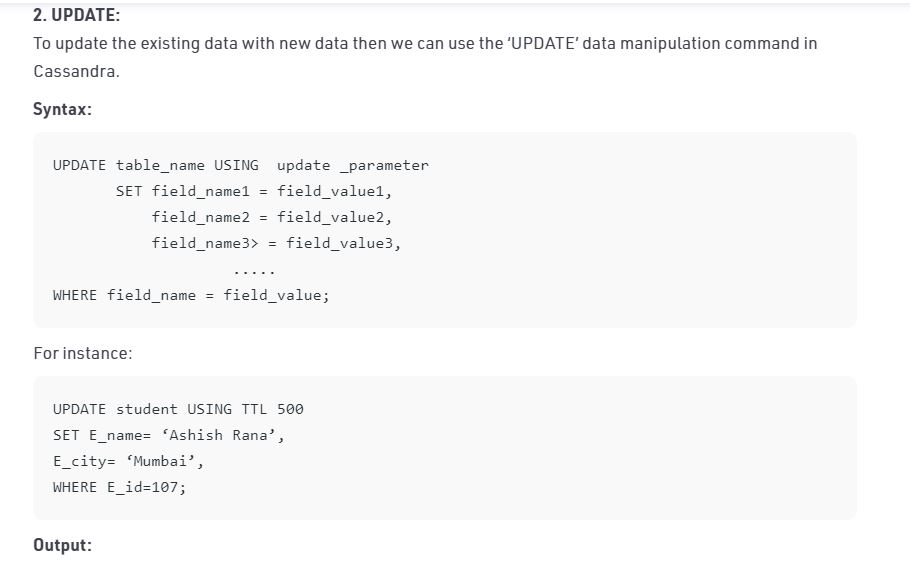 2. UPDATE:
To update the existing data with new data then we can use the ‘UPDATE’ data manipulation command in
Cassandra.
Syntax:
UPDATE table_name USING  update _parameter
       SET field_name1 = field_value1,
           field_name2 = field_value2,
           field_name3> = field_value3,
                    .....
WHERE field_name = field_value;
For instance:
UPDATE student USING TTL 500
SET E_name= ‘Ashish Rana’,
E_city= ‘Mumbai’,
WHERE E_id=107;
Output: